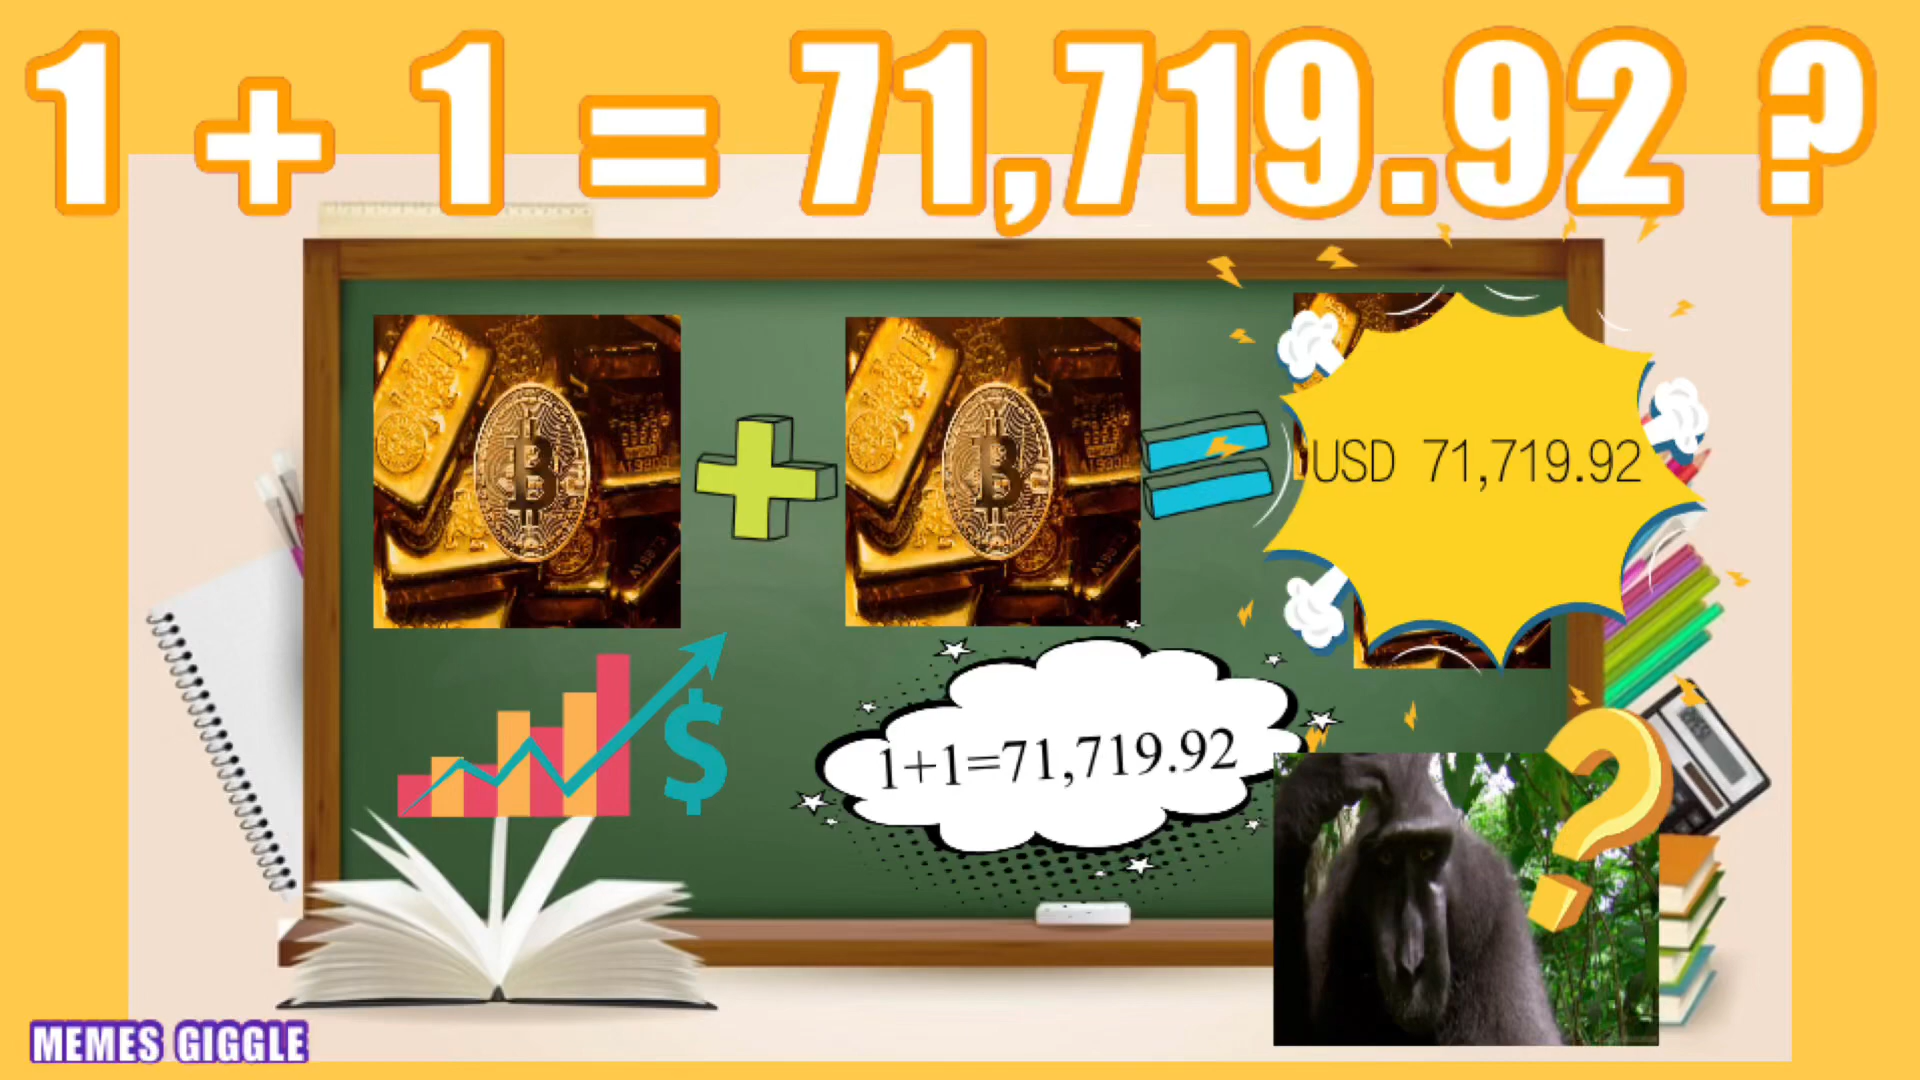 1 + 1 = 71,719.92 ?
USD 71,719.92
1+1=71,719.92
MEMES GIGGLE